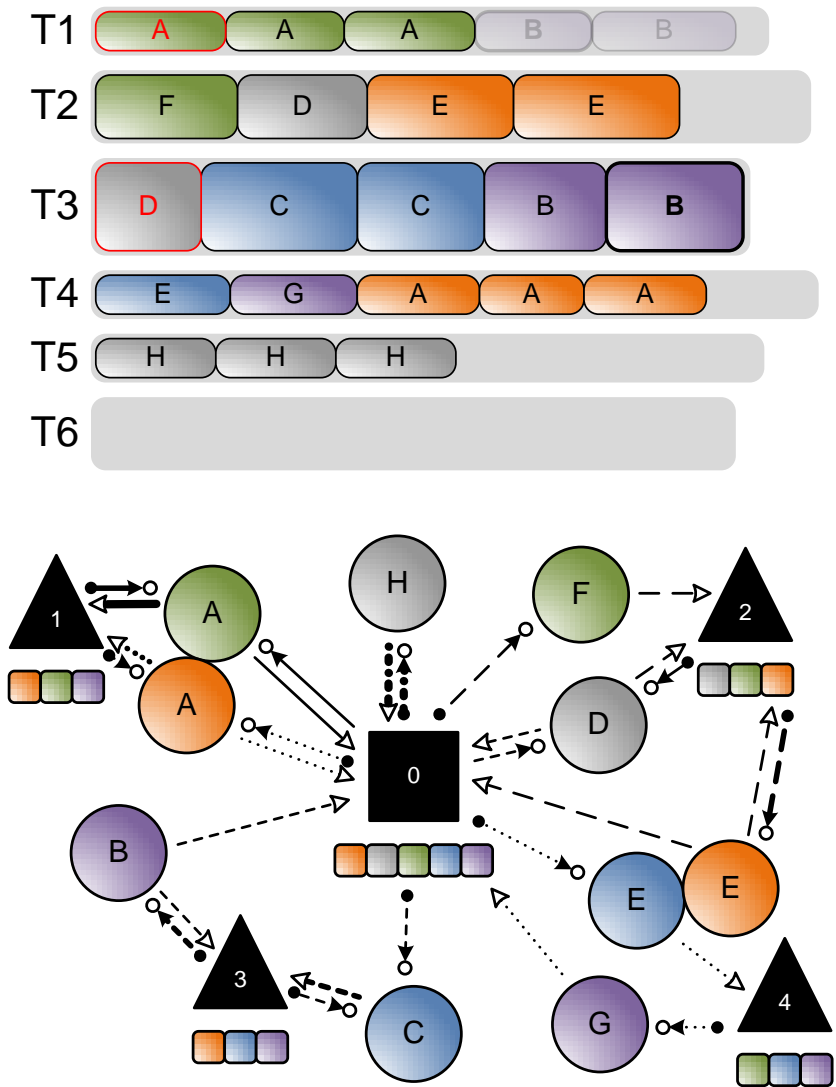 T1 A A A B B
T2 F D E E
T3 D C C B B
T4 E G A A A
T5 H H H
T6
H
F
1
A
2
A
D
0
B
E
E
3
4
C
G